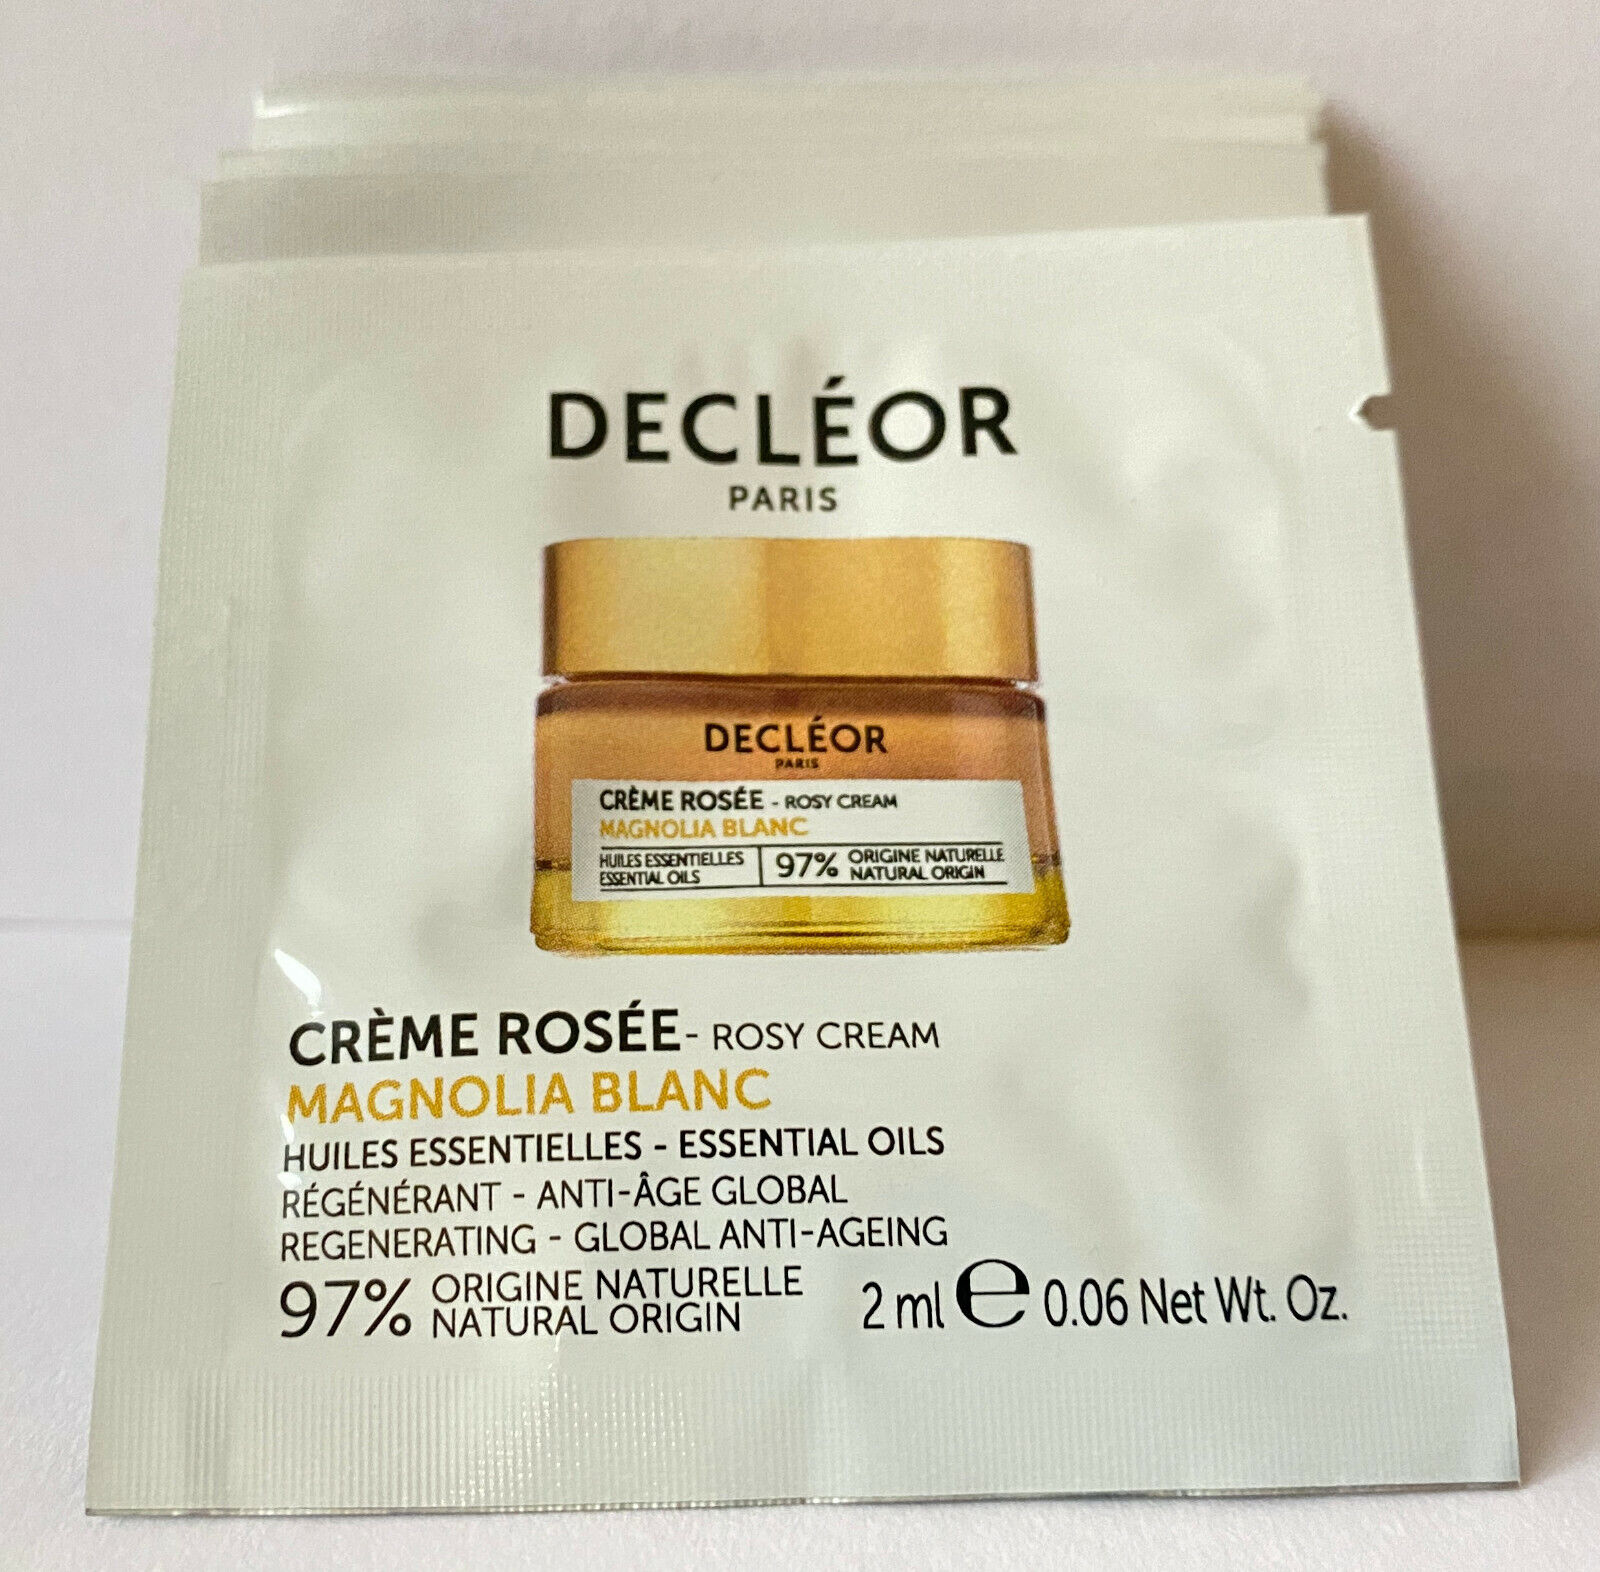 DECLÉOR
PARIS
DECLÉOR
PARIS
CRÈME ROSÉE - ROSY CREAM
MAGNOLIA BLANC
HUILES ESSENTIELLES
ESSENTIAL OILS
97% ORIGINE NATURELLE
NATURAL ORIGIN
CRÈME ROSÉE - ROSY CREAM
MAGNOLIA BLANC
HUILES ESSENTIELLES - ESSENTIAL OILS
RÉGÉNÉRANT - ANTI-ÂGE GLOBAL
REGENERATING - GLOBAL ANTI-AGEING
97% ORIGINE NATURELLE
NATURAL ORIGIN
2 ml e 0.06 Net Wt. Oz.